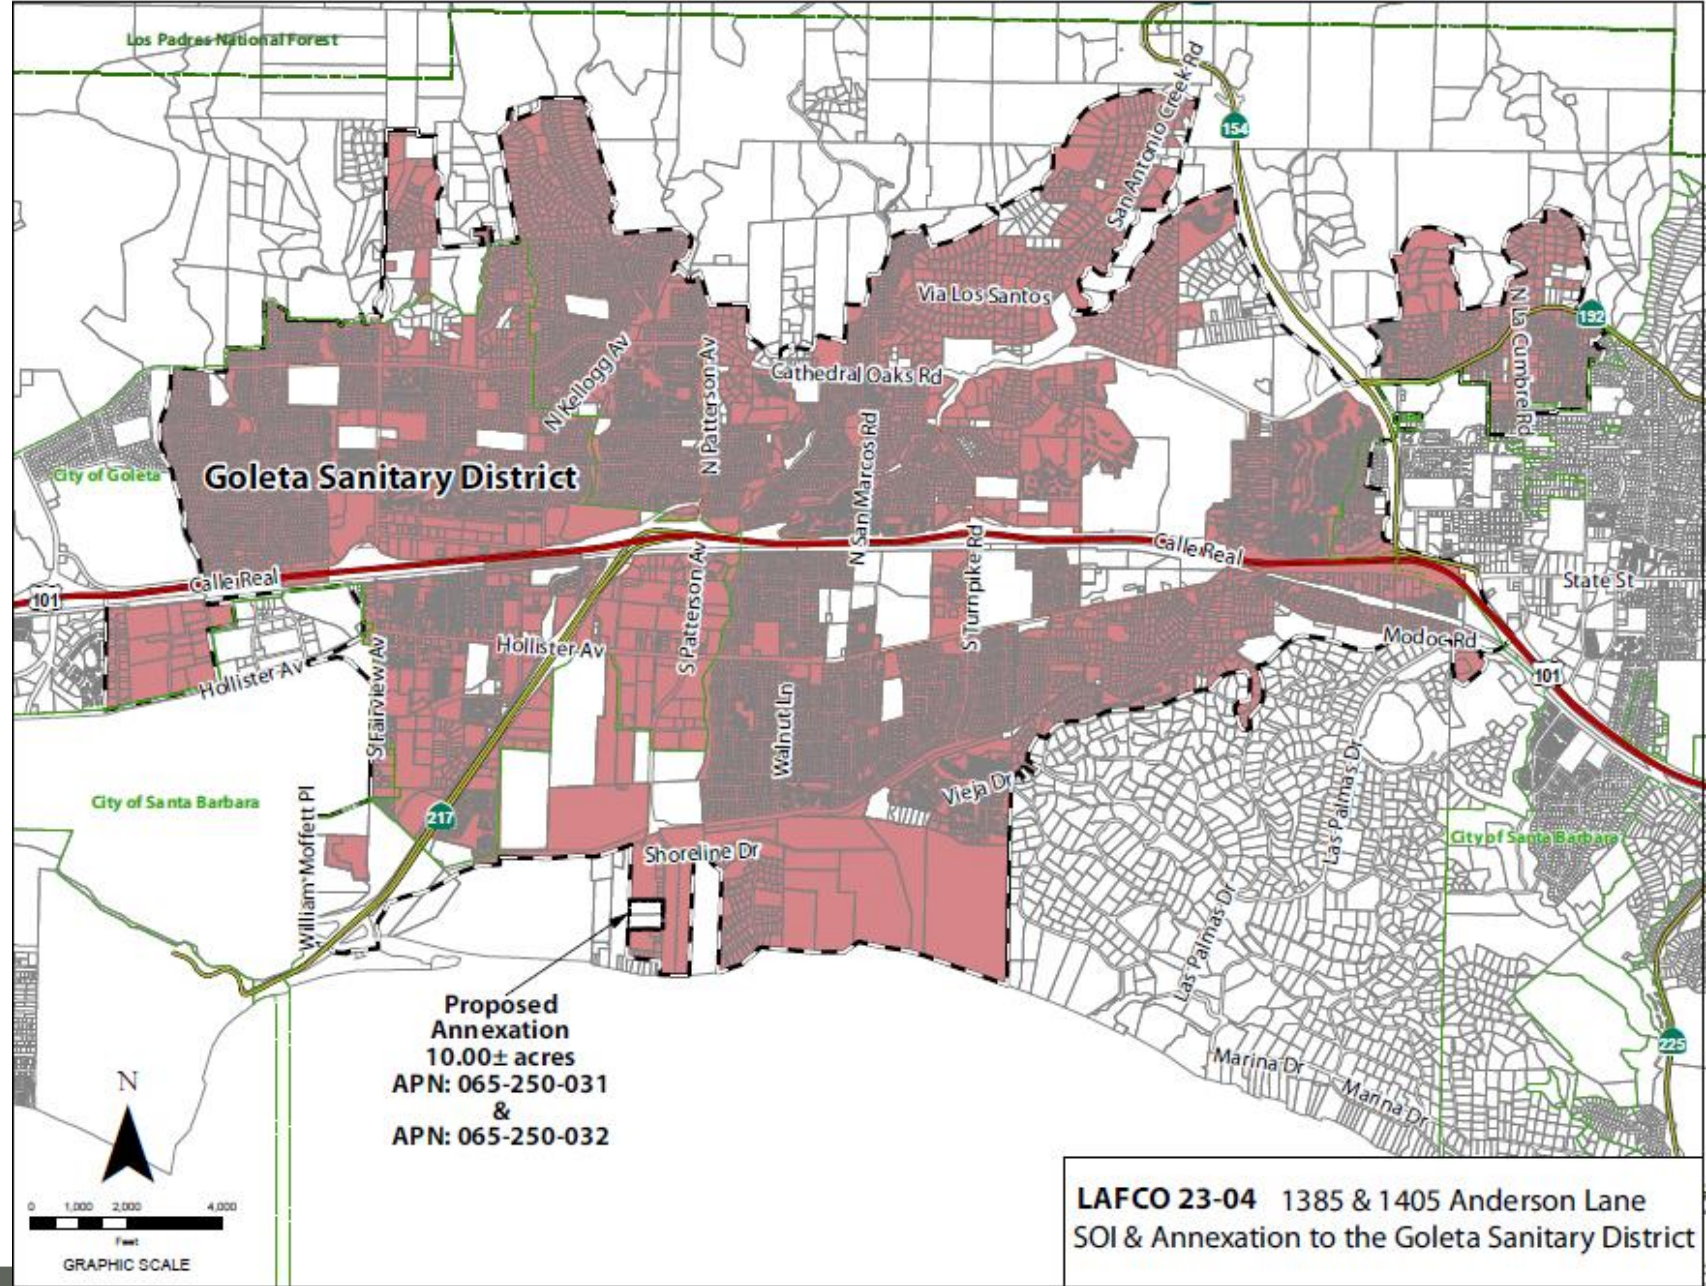 Los Padres National Forest
San Antonio Creek Rd
154
Via Los Santos
N La Cumbre Rd
192
N Kellogg Av
N Patterson Av
Cathedral Oaks Rd
N San Marcos Rd
City of Goleta
Goleta Sanitary District
Calle Real
Calle Real
101
State St
S Patterson Av
S Turnpike Rd
Hollister Av
Hollister Av
Modoc Rd
101
S Fairview Av
Walnut Ln
Vieja Dr
Las Palmas Dr
City of Santa Barbara
William Moffett Pl
217
City of Santa Barbara
Shoreline Dr
Las Palmas Dr
Proposed
Annexation
10.00± acres
APN: 065-250-031
&
APN: 065-250-032
225
Marina Dr
Marina Dr
N
0 1,000 2,000 4,000
Feet
GRAPHIC SCALE
LAFCO 23-04 1385 & 1405 Anderson Lane
SOI & Annexation to the Goleta Sanitary District